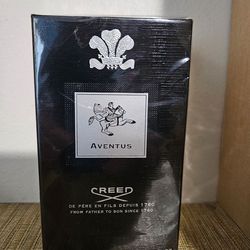 AVENTUS
CREED
DE PÈRE EN FILS DEPUIS 1760
FROM FATHER TO SON SINCE 1760